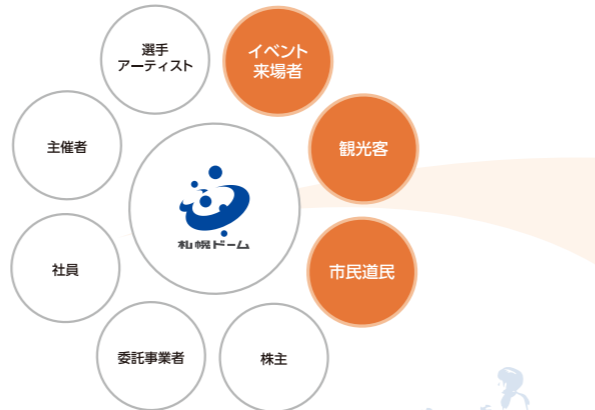 選手
アーティスト
イベント
来場者
主催者
観光客
札幌ドーム
社員
市民道民
委託事業者
株主